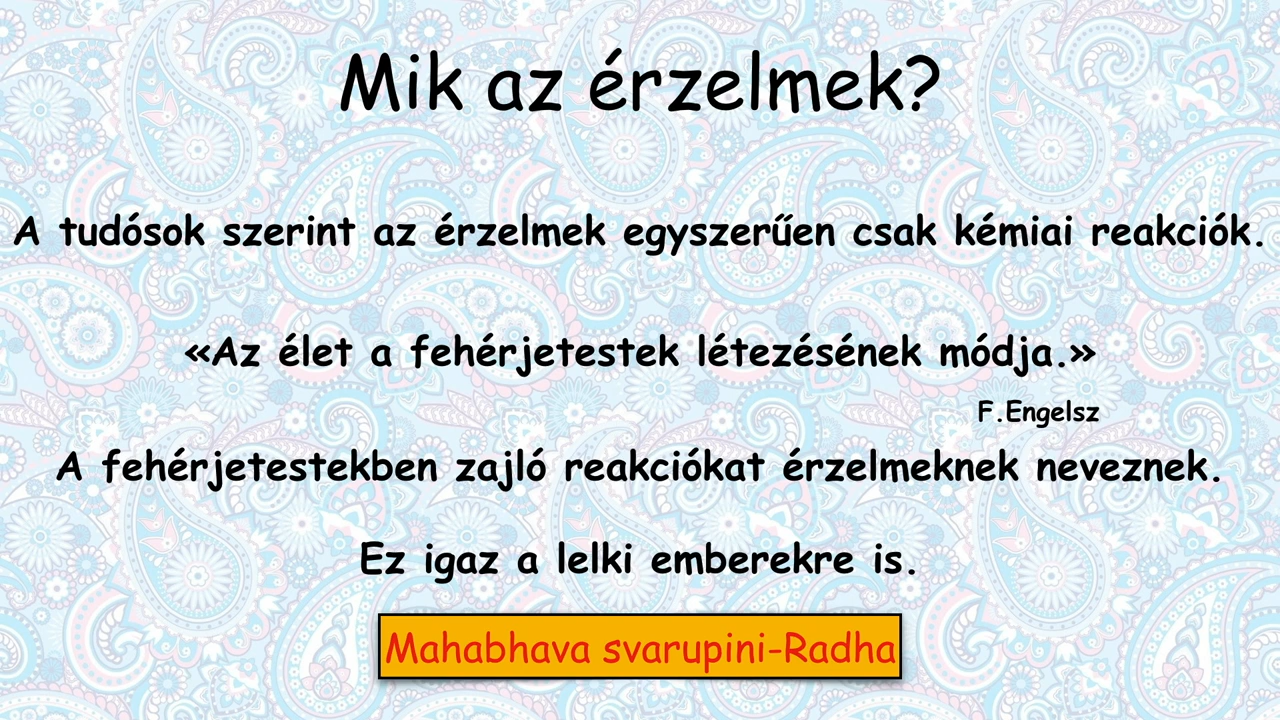 Mik az érzelmek?
A tudósok szerint az érzelmek egyszerűen csak kémiai reakciók.
«Az élet a fehérjetestek létezésének módja.»
F.Engelsz
A fehérjetestekben zajló reakciókat érzelmeknek neveznek.
Ez igaz a lelki emberekre is.
Mahabhava svarupini-Radha